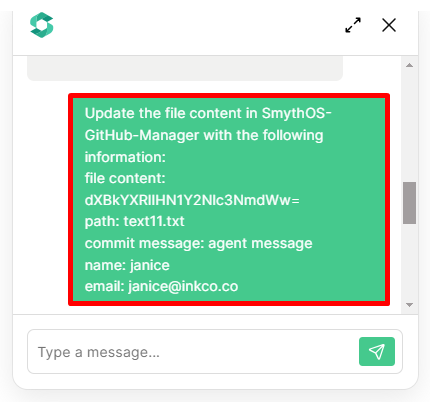 Update the file content in SmythOS-
GitHub-Manager with the following
information:
file content:
dXBkYXRlIHN1Y2Nlc3NmdWw=
path: text11.txt
commit message: agent message
name: janice
email: janice@inkco.co
Type a message...